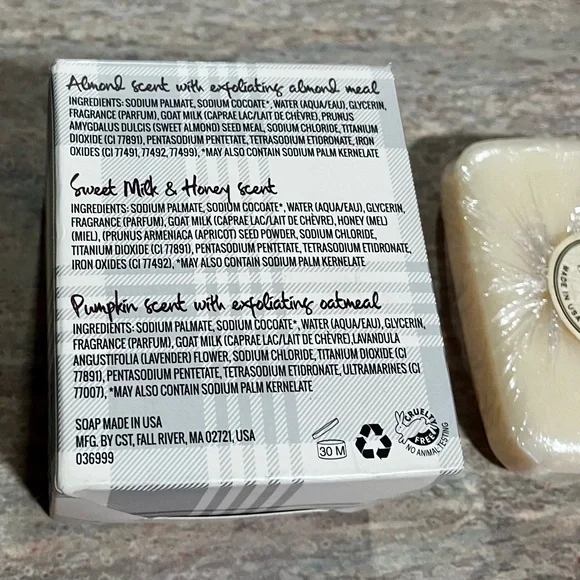 Almond scent with exfoliating almond meal
INGREDIENTS: SODIUM PALMATE, SODIUM COCOATE*, WATER (AQUA/EAU), GLYCERIN,
FRAGRANCE (PARFUM), GOAT MILK (CAPRAE LAC/LAIT DE CHÈVRE), PRUNUS
AMYGDALUS DULCIS (SWEET ALMOND) SEED MEAL, SODIUM CHLORIDE, TITANIUM
DIOXIDE (CI 77891), PENTASODIUM PENTETATE, TETRASODIUM ETIDRONATE, IRON
OXIDES (CI 77491, 77492, 77499), *MAY ALSO CONTAIN SODIUM PALM KERNELATE
Sweet Milk & Honey scent
INGREDIENTS: SODIUM PALMATE, SODIUM COCOATE*, WATER (AQUA/EAU), GLYCERIN,
FRAGRANCE (PARFUM), GOAT MILK (CAPRAE LAC/LAIT DE CHÈVRE), HONEY (MEL)
(MIEL), (PRUNUS ARMENIACA (APRICOT) SEED POWDER, SODIUM CHLORIDE,
TITANIUM DIOXIDE (CI 77891), PENTASODIUM PENTETATE, TETRASODIUM ETIDRONATE,
IRON OXIDES (CI 77492), *MAY ALSO CONTAIN SODIUM PALM KERNELATE
Pumpkin scent with exfoliating oatmeal
INGREDIENTS: SODIUM PALMATE, SODIUM COCOATE*, WATER (AQUA/EAU), GLYCERIN,
FRAGRANCE (PARFUM), GOAT MILK (CAPRAE LAC/LAIT DE CHÈVRE) LAVANDULA
ANGUSTIFOLIA (LAVENDER) FLOWER, SODIUM CHLORIDE, TITANIUM DIOXIDE (CI
77891), PENTASODIUM PENTETATE, TETRASODIUM ETIDRONATE, ULTRAMARINES (CI
77007), *MAY ALSO CONTAIN SODIUM PALM KERNELATE
SOAP MADE IN USA
MFG. BY CST, FALL RIVER, MA 02721, USA
036999
30 M
CRUELTY
FREE
NO ANIMAL TESTING
MADE IN USA